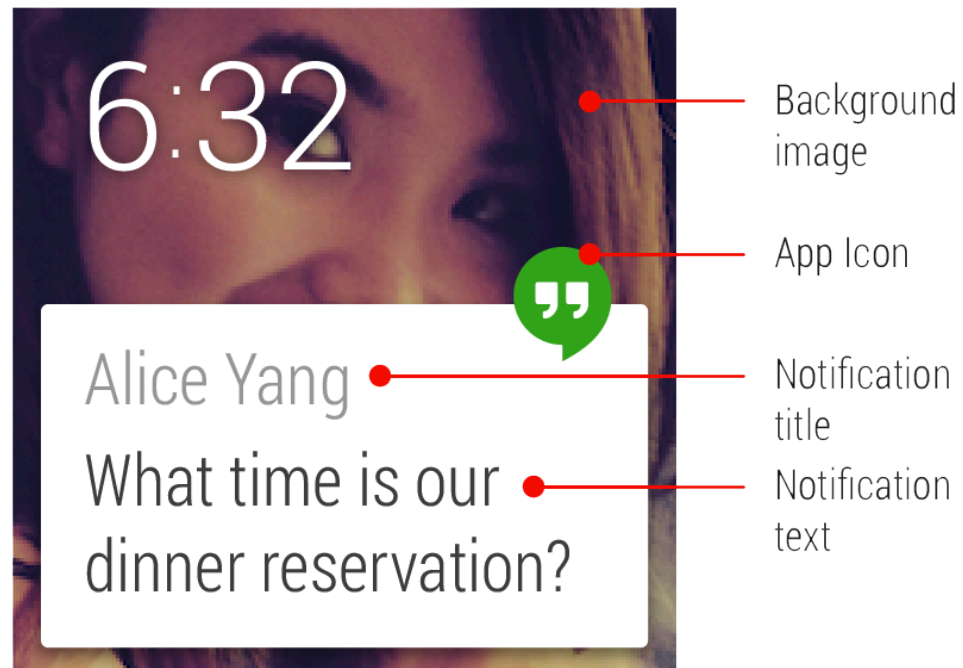 6:32
Background
image
App Icon
Alice Yang
Notification
title
What time is our
dinner reservation?
Notification
text